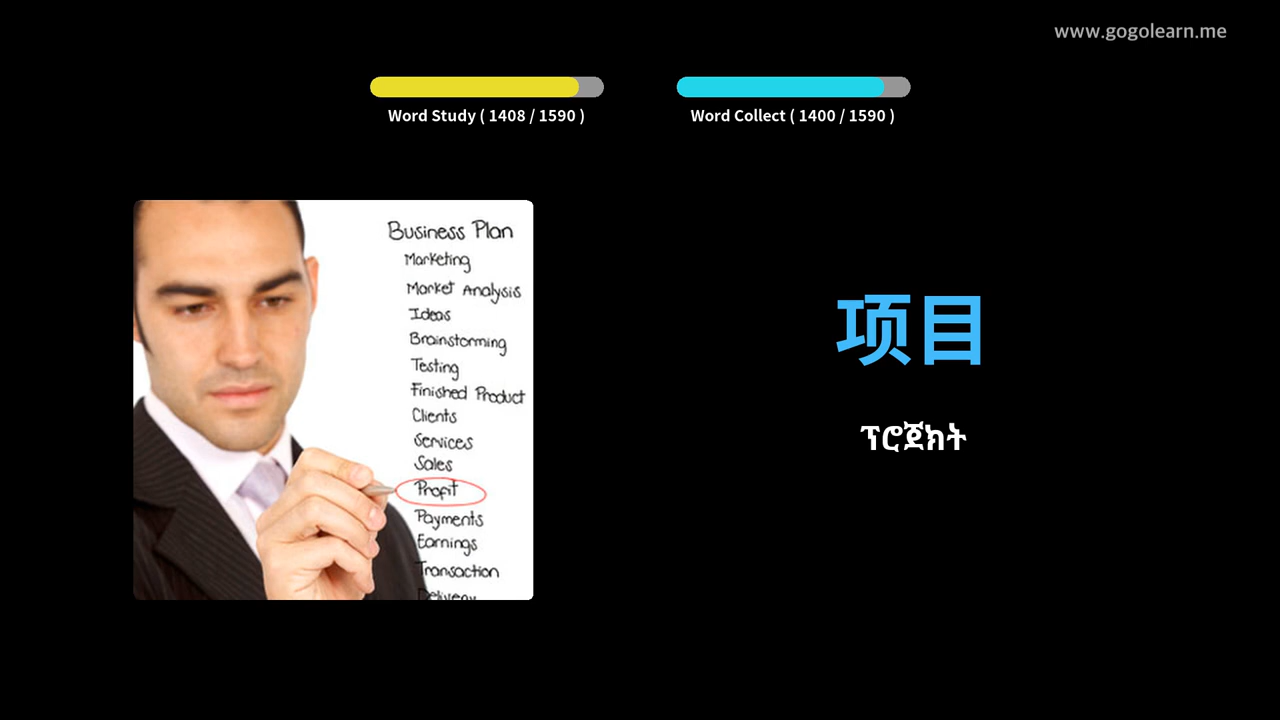 www.gogolearn.me
Word Study ( 1408 / 1590 )
Word Collect ( 1400 / 1590 )
Business Plan
Marketing
Market Analysis
Ideas
Brainstorming
Testing
Finished Product
Clients
Services
Sales
Profit
Payments
Earnings
Transaction
Delivery
项目
ፕሮጀክት